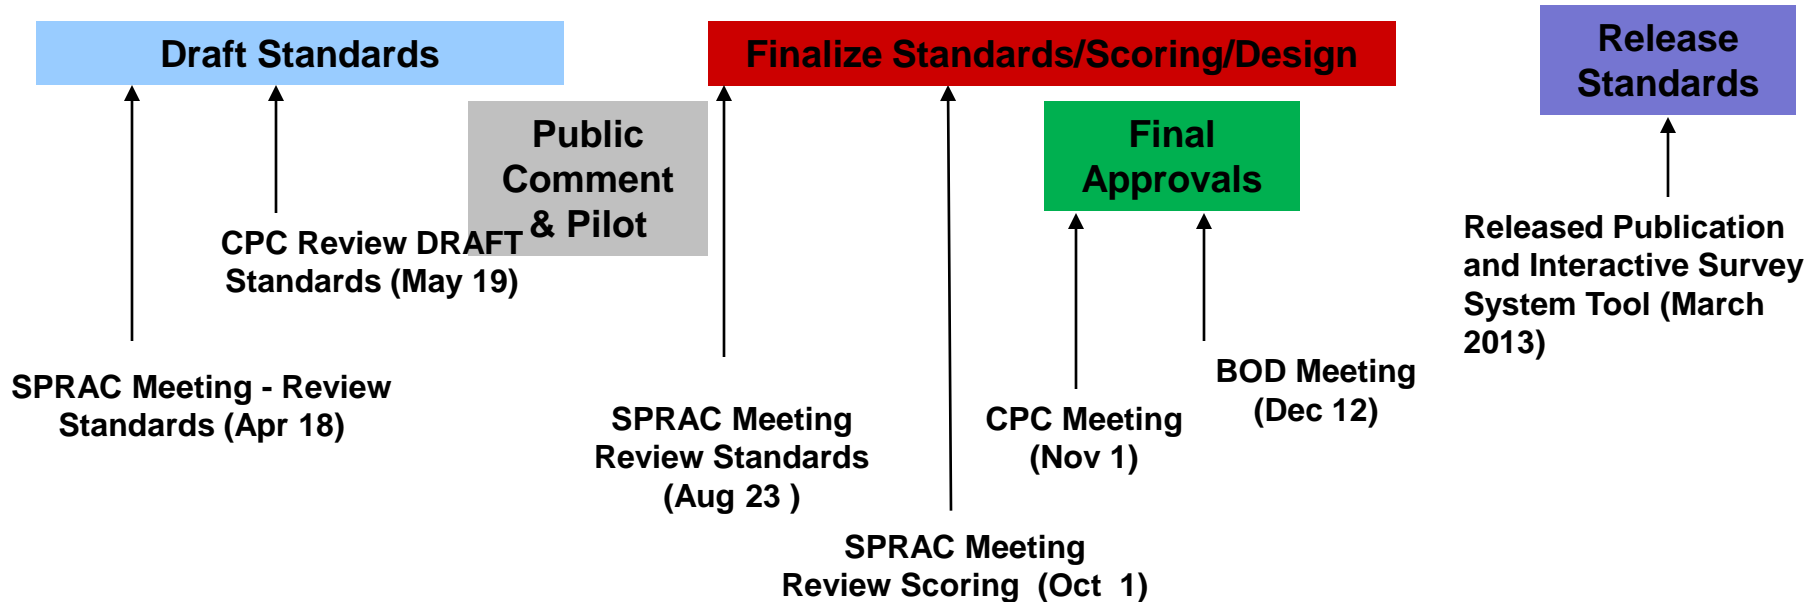 Draft Standards
Finalize Standards/Scoring/Design
Release
Standards
Public
Comment
& Pilot
Final
Approvals
CPC Review DRAFT
Standards (May 19)
SPRAC Meeting - Review
Standards (Apr 18)
SPRAC Meeting
Review Standards
(Aug 23 )
SPRAC Meeting
Review Scoring  (Oct  1)
CPC Meeting
(Nov 1)
BOD Meeting
(Dec 12)
Released Publication
and Interactive Survey
System Tool (March
2013)